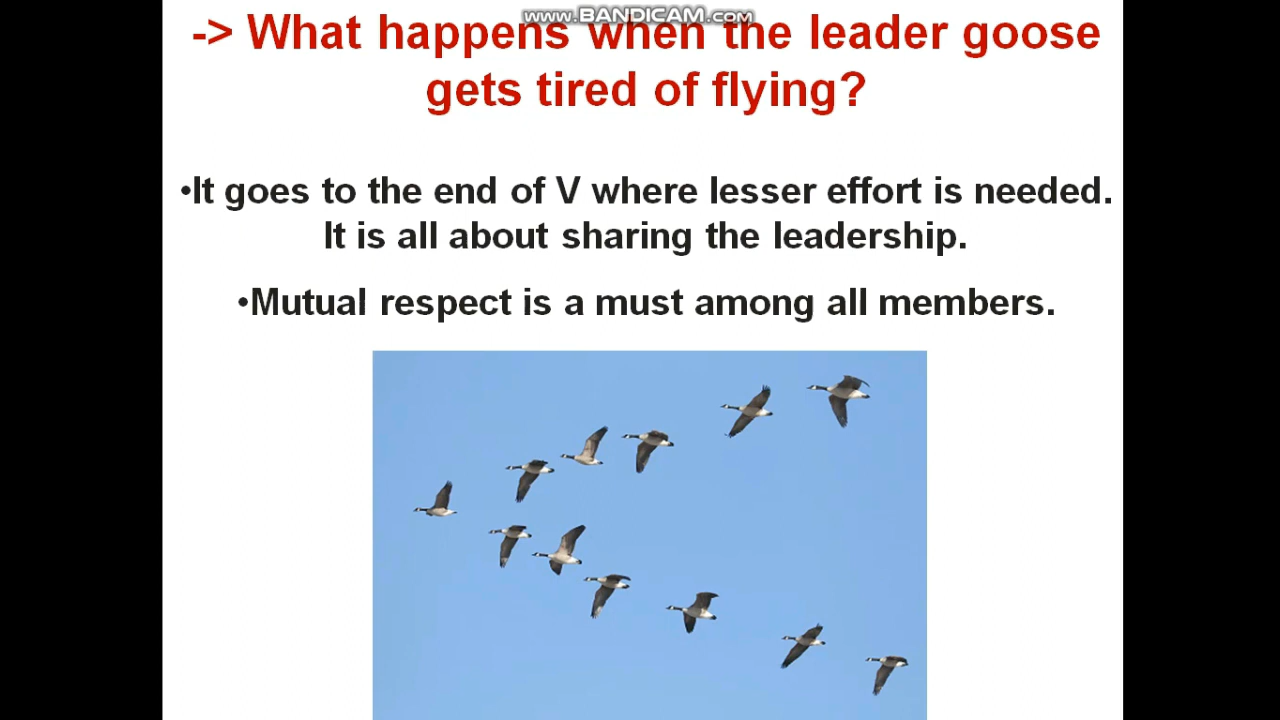 www.BANDICAM.com
-> What happens when the leader goose
gets tired of flying?
•It goes to the end of V where lesser effort is needed.
It is all about sharing the leadership.
•Mutual respect is a must among all members.